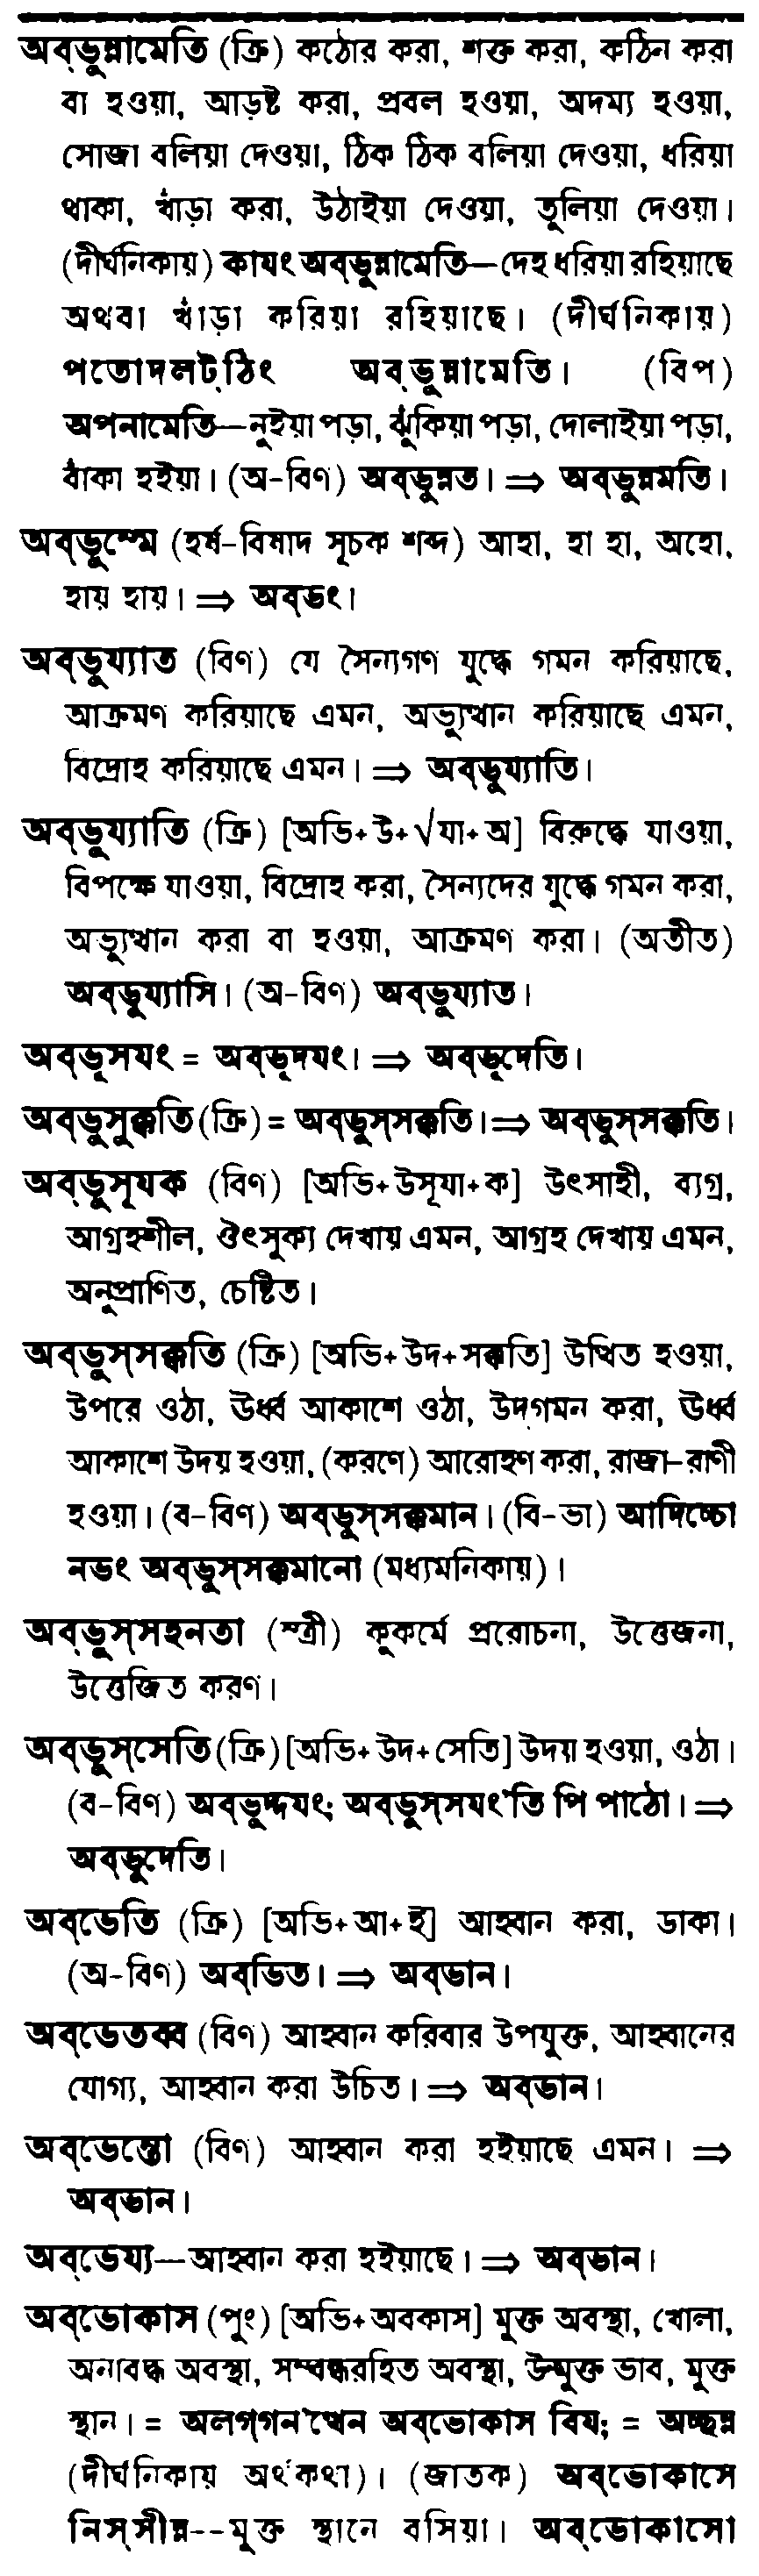 অব্ভুন্নামেতি (ক্রি) কঠোর করা, শক্ত করা, কঠিন করা
বা হওয়া, আড়ষ্ট করা, প্রবল হওয়া, অদম্য হওয়া,
সোজা বলিয়া দেওয়া, ঠিক ঠিক বলিয়া দেওয়া, ধরিয়া
থাকা, খাঁড়া করা, উঠাইয়া দেওয়া, তুলিয়া দেওয়া।
(দীর্ঘনিকায়) কাযং অব্ভুন্নামেতি—দেহ ধরিয়া রহিয়াছে
অথবা খাঁড়া করিয়া রহিয়াছে। (দীর্ঘনিকায়)
পতোদলট্ঠিং অব্ভুন্নামেতি। (বিপ)
অপনামেতি—নুইয়া পড়া, ঝুঁকিয়া পড়া, দোলাইয়া পড়া,
বাঁকা হইয়া। (অ-বিণ) অব্ভুন্নত। ⇒ অব্ভুন্নমতি।
অব্ভুম্মে (হর্ষ-বিষাদ সূচক শব্দ) আহা, হা হা, অহো,
হায় হায়। ⇒ অব্ভং।
অব্ভুয্যাত (বিণ) যে সৈন্যগণ যুদ্ধে গমন করিয়াছে,
আক্রমণ করিয়াছে এমন, অভ্যুত্থান করিয়াছে এমন,
বিদ্রোহ করিয়াছে এমন। ⇒ অব্ভুয্যাতি।
অব্ভুয্যাতি (ক্রি) [অভি+উ+√যা+অ] বিরুদ্ধে যাওয়া,
বিপক্ষে যাওয়া, বিদ্রোহ করা, সৈন্যদের যুদ্ধে গমন করা,
অভ্যুত্থান করা বা হওয়া, আক্রমণ করা। (অতীত)
অব্ভুয্যাসি। (অ-বিণ) অব্ভুয্যাত।
অব্ভুসযং = অব্ভুদযং। ⇒ অব্ভুদেতি।
অব্ভুসুক্কতি (ক্রি) = অব্ভুস্সক্কতি। ⇒ অব্ভুস্সক্কতি।
অব্ভুসূযক (বিণ) [অভি+উসূযা+ক] উৎসাহী, ব্যগ্র,
আগ্রহশীল, ঔৎসুক্য দেখায় এমন, আগ্রহ দেখায় এমন,
অনুপ্রাণিত, চেষ্টিত।
অব্ভুস্সক্কতি (ক্রি) [অভি+উদ+সক্কতি] উত্থিত হওয়া,
উপরে ওঠা, ঊর্ধ্ব আকাশে ওঠা, উদ্গমন করা, ঊর্ধ্ব
আকাশে উদয় হওয়া, (করণে) আরোহণ করা, রাজা-রাণী
হওয়া। (ব-বিণ) অব্ভুস্সক্কমান। (বি-ভা) আদিচ্চো
নভং অব্ভুস্সক্কমানো (মধ্যমনিকায়)।
অব্ভুস্সহনতা (স্ত্রী) কুকর্মে প্ররোচনা, উত্তেজনা,
উত্তেজিত করণ।
অব্ভুস্সেতি (ক্রি) [অভি+উদ+সেতি] উদয় হওয়া, ওঠা।
(ব-বিণ) অব্ভুদ্দযং; অব্ভুস্সযং'তি পি পাঠো। ⇒
অব্ভুদেতি।
অব্ভেতি (ক্রি) [অভি+আ+ই] আহ্বান করা, ডাকা।
(অ-বিণ) অব্ভিত। ⇒ অব্ভান।
অব্ভেতব্ব (বিণ) আহ্বান করিবার উপযুক্ত, আহ্বানের
যোগ্য, আহ্বান করা উচিত। ⇒ অব্ভান।
অব্ভেন্তো (বিণ) আহ্বান করা হইয়াছে এমন। ⇒
অব্ভান।
অব্ভেয্য—আহ্বান করা হইয়াছে। ⇒ অব্ভান।
অব্ভোকাস (পুং) [অভি+অবকাস] মুক্ত অবস্থা, খোলা,
অনাবদ্ধ অবস্থা, সম্বন্ধরহিত অবস্থা, উন্মুক্ত ভাব, মুক্ত
স্থান। = অলগ্গনত্থেন অব্ভোকাস বিয; = অচ্ছন্ন
(দীর্ঘনিকায় অর্থকথা)। (জাতক) অব্ভোকাসে
নিস্সীন্ন--মুক্ত স্থানে বসিয়া। অব্ভোকাসো